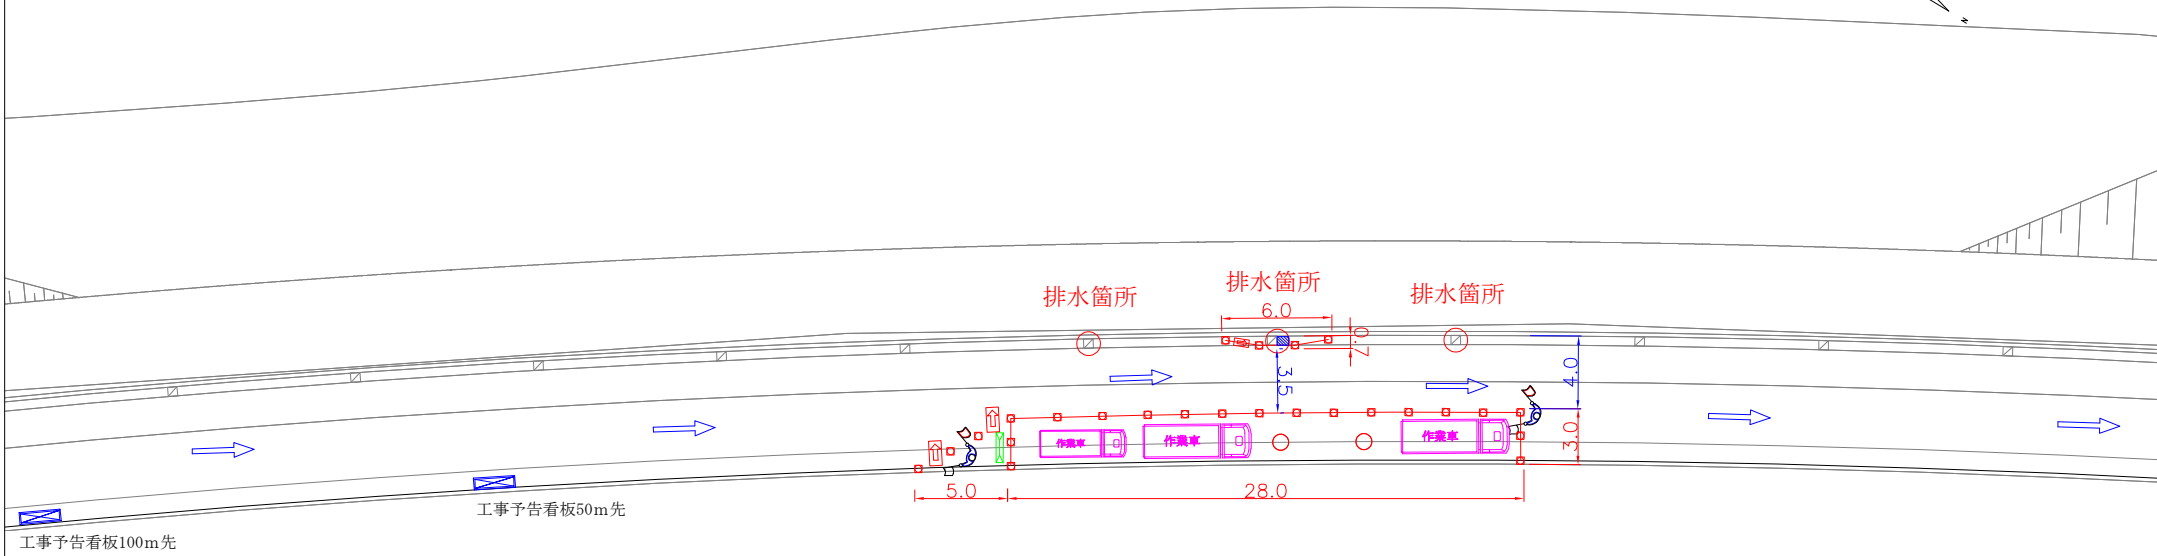 N
排水箇所
排水箇所
排水箇所
6.0
0.7
3.5
4.0
3.0
作業車
作業車
作業車
5.0
28.0
工事予告看板50m先
工事予告看板100m先